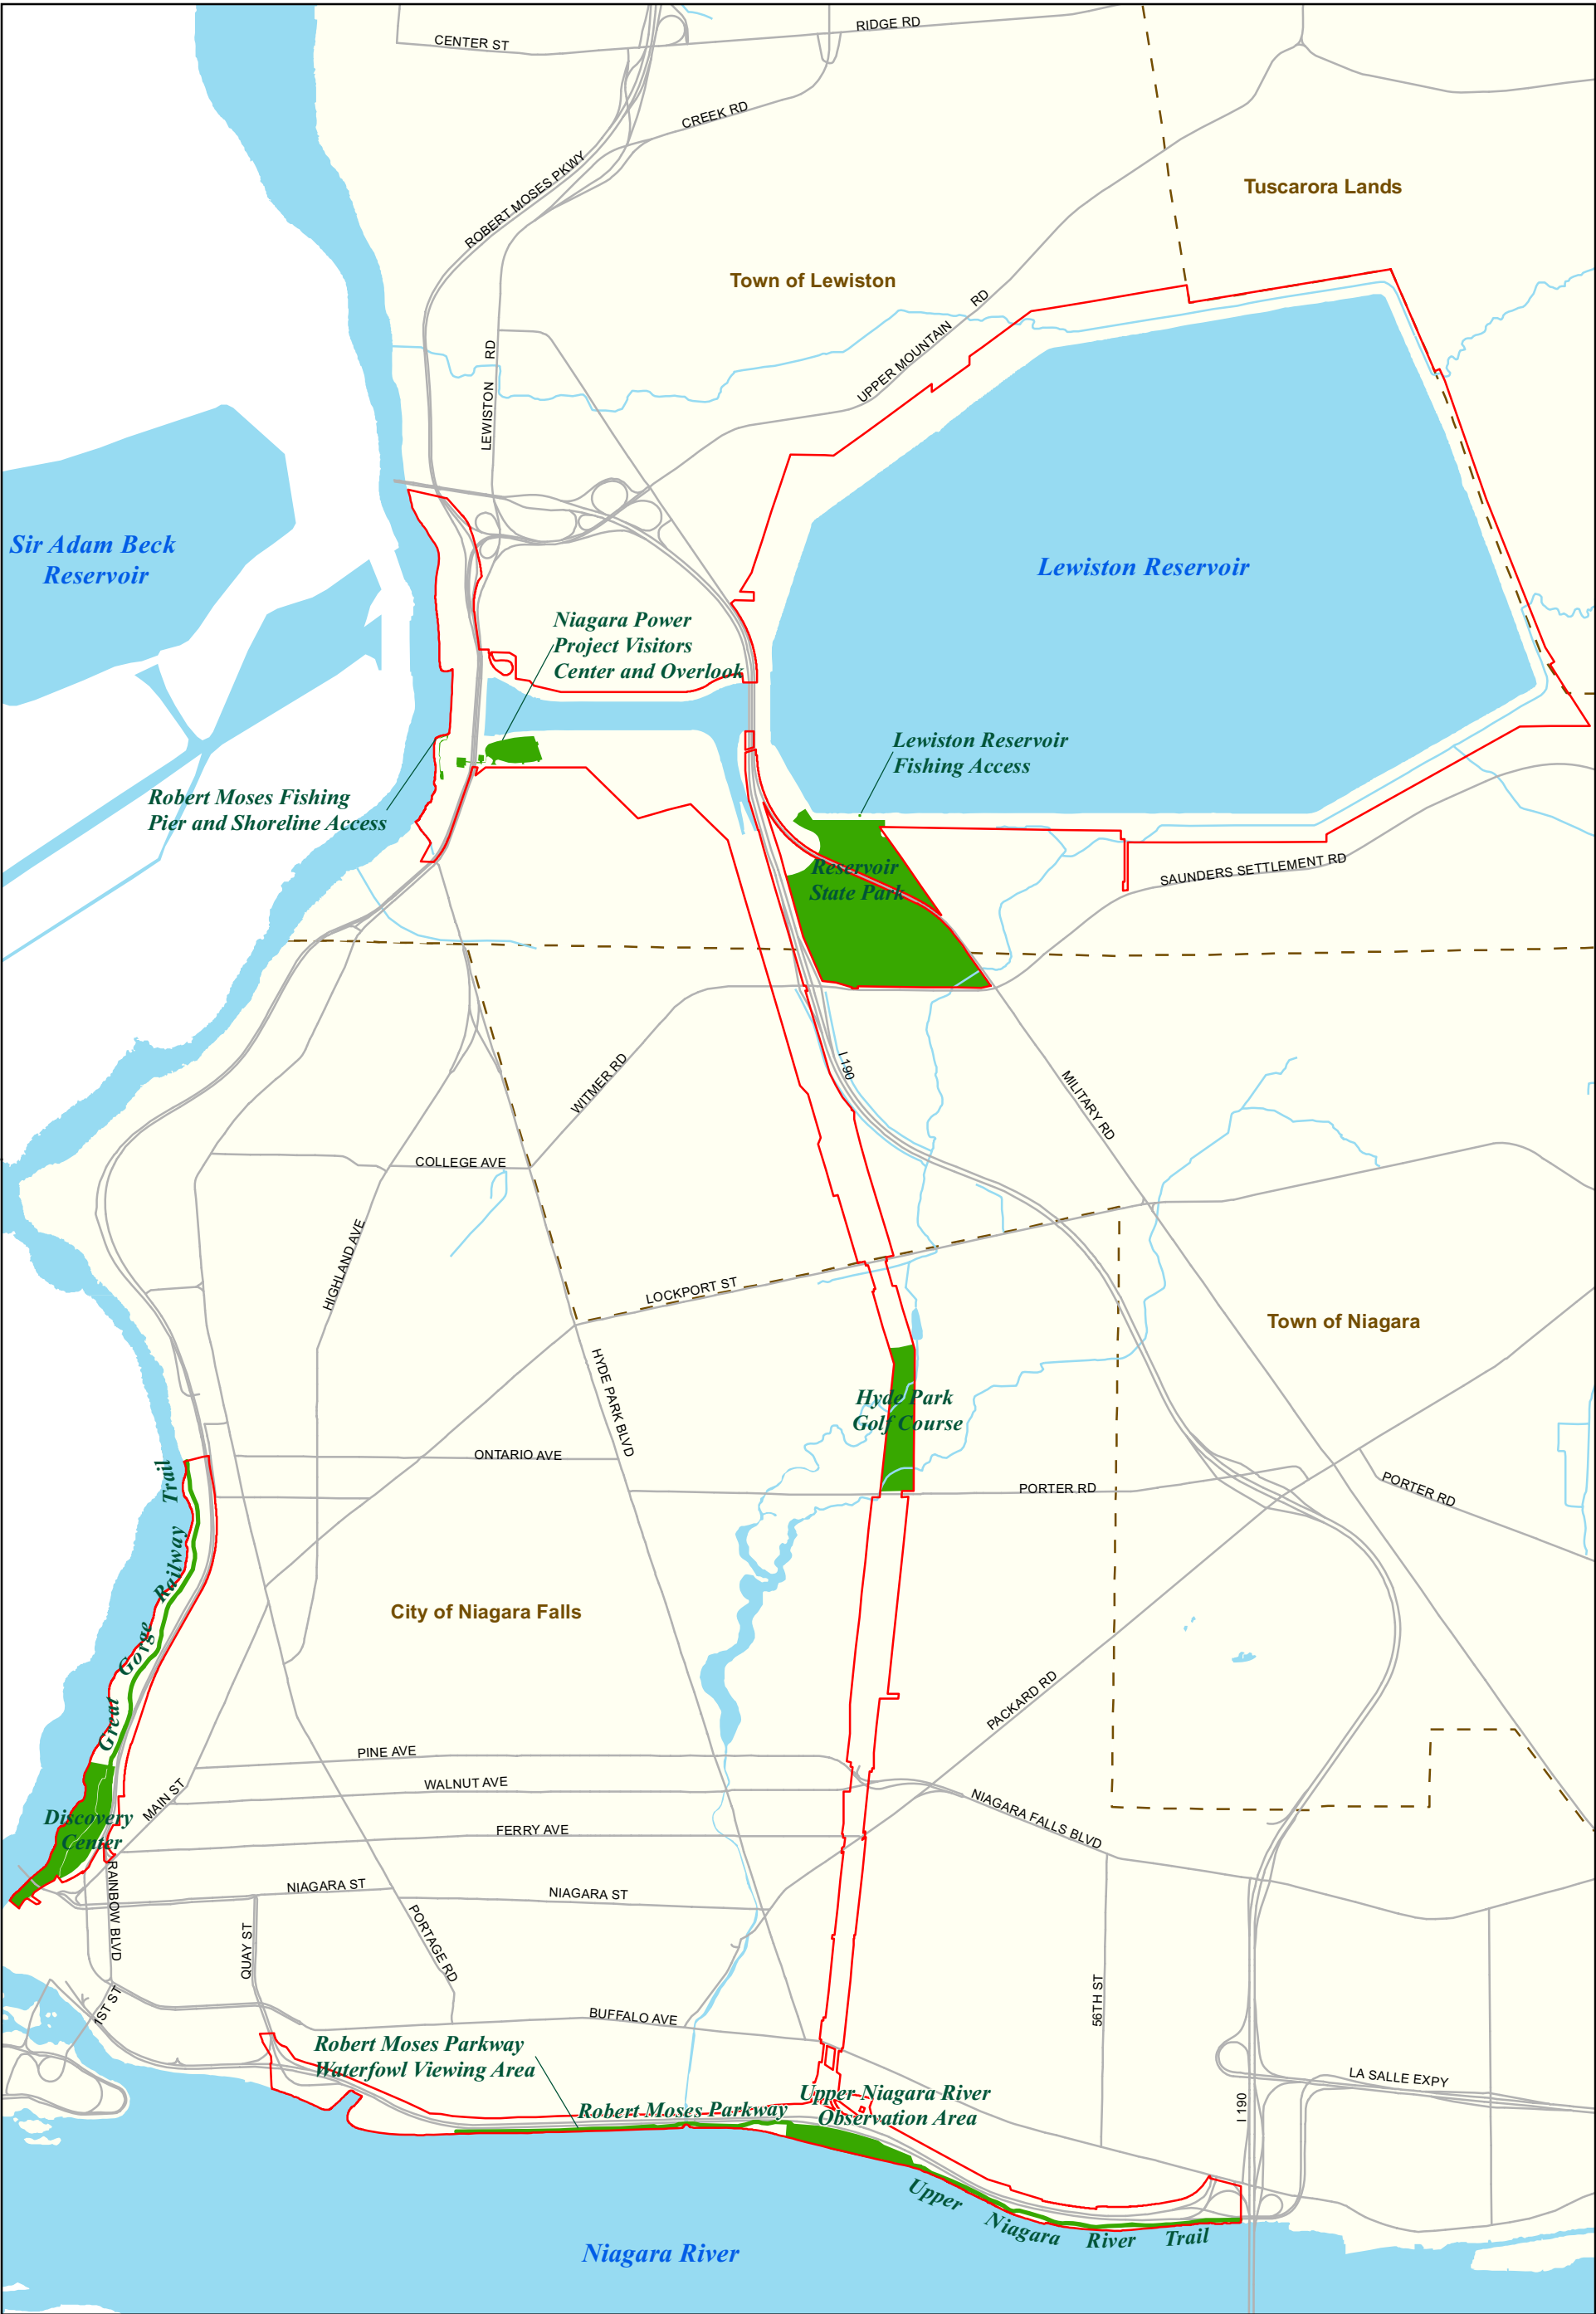 CENTER ST
RIDGE RD
CREEK RD
ROBERT MOSES PKWY
Tuscarora Lands
Town of Lewiston
UPPER MOUNTAIN RD
LEWISTON RD
Sir Adam Beck
Reservoir
Lewiston Reservoir
Niagara Power
Project Visitors
Center and Overlook
Lewiston Reservoir
Fishing Access
Robert Moses Fishing
Pier and Shoreline Access
Reservoir
State Park
SAUNDERS SETTLEMENT RD
I 190
WITMER RD
MILITARY RD
COLLEGE AVE
HIGHLAND AVE
LOCKPORT ST
Town of Niagara
HYDE PARK BLVD
Hyde Park
Golf Course
ONTARIO AVE
PORTER RD
PORTER RD
Great Gorge Railway Trail
City of Niagara Falls
PACKARD RD
PINE AVE
WALNUT AVE
MAIN ST
NIAGARA FALLS BLVD
Discovery
Center
FERRY AVE
RAINBOW BLVD
NIAGARA ST
NIAGARA ST
QUAY ST
PORTAGE RD
56TH ST
1ST ST
BUFFALO AVE
Robert Moses Parkway
Waterfowl Viewing Area
LA SALLE EXPY
Upper Niagara River
Observation Area
Robert Moses Parkway
I 190
Upper Niagara River Trail
Niagara River